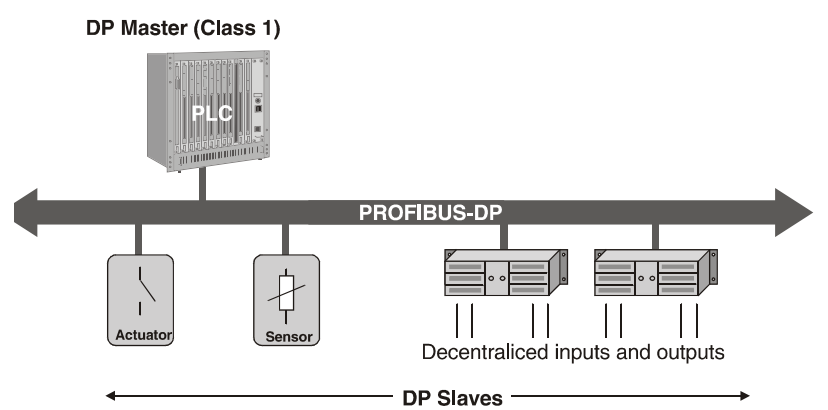 DP Master (Class 1)
PLC
PROFIBUS-DP
Actuator
Sensor
Decentraliced inputs and outputs
DP Slaves